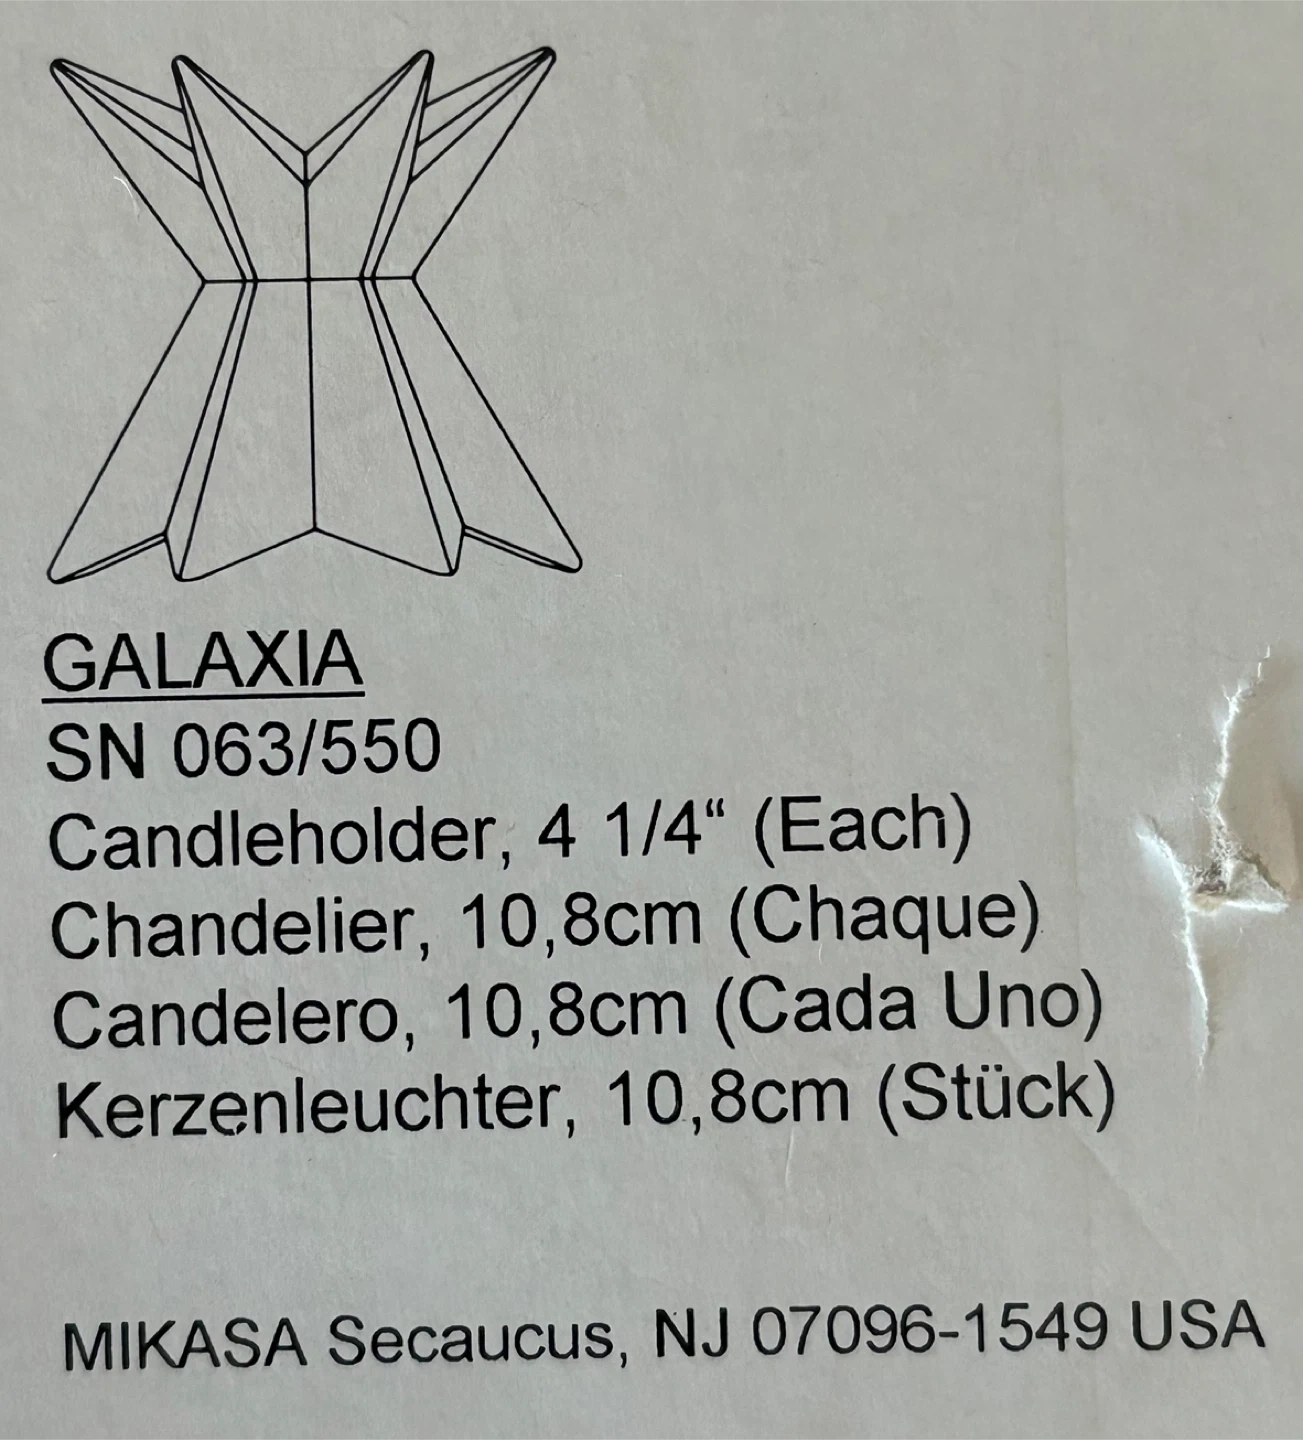 GALAXIA
SN 063/550
Candleholder, 4 1/4“ (Each)
Chandelier, 10,8cm (Chaque)
Candelero, 10,8cm (Cada Uno)
Kerzenleuchter, 10,8cm (Stück)
MIKASA Secaucus, NJ 07096-1549 USA